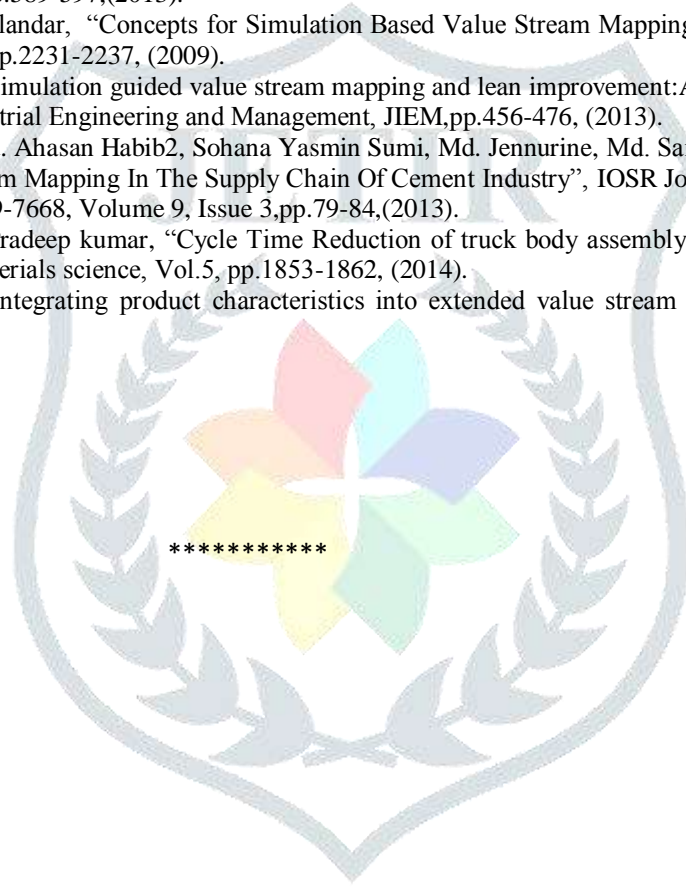 landar, “Concepts for Simulation Based Value Stream Mapping
p.2231-2237, (2009).
imulation guided value stream mapping and lean improvement:A
trial Engineering and Management, JIEM,pp.456-476, (2013).
. Ahasan Habib2, Sohana Yasmin Sumi, Md. Jennurine, Md. Sa
m Mapping In The Supply Chain Of Cement Industry”, IOSR Jo
9-7668, Volume 9, Issue 3,pp.79-84,(2013).
radeep kumar, “Cycle Time Reduction of truck body assembly
erials science, Vol.5, pp.1853-1862, (2014).
ntegrating product characteristics into extended value stream
JETIR
***********